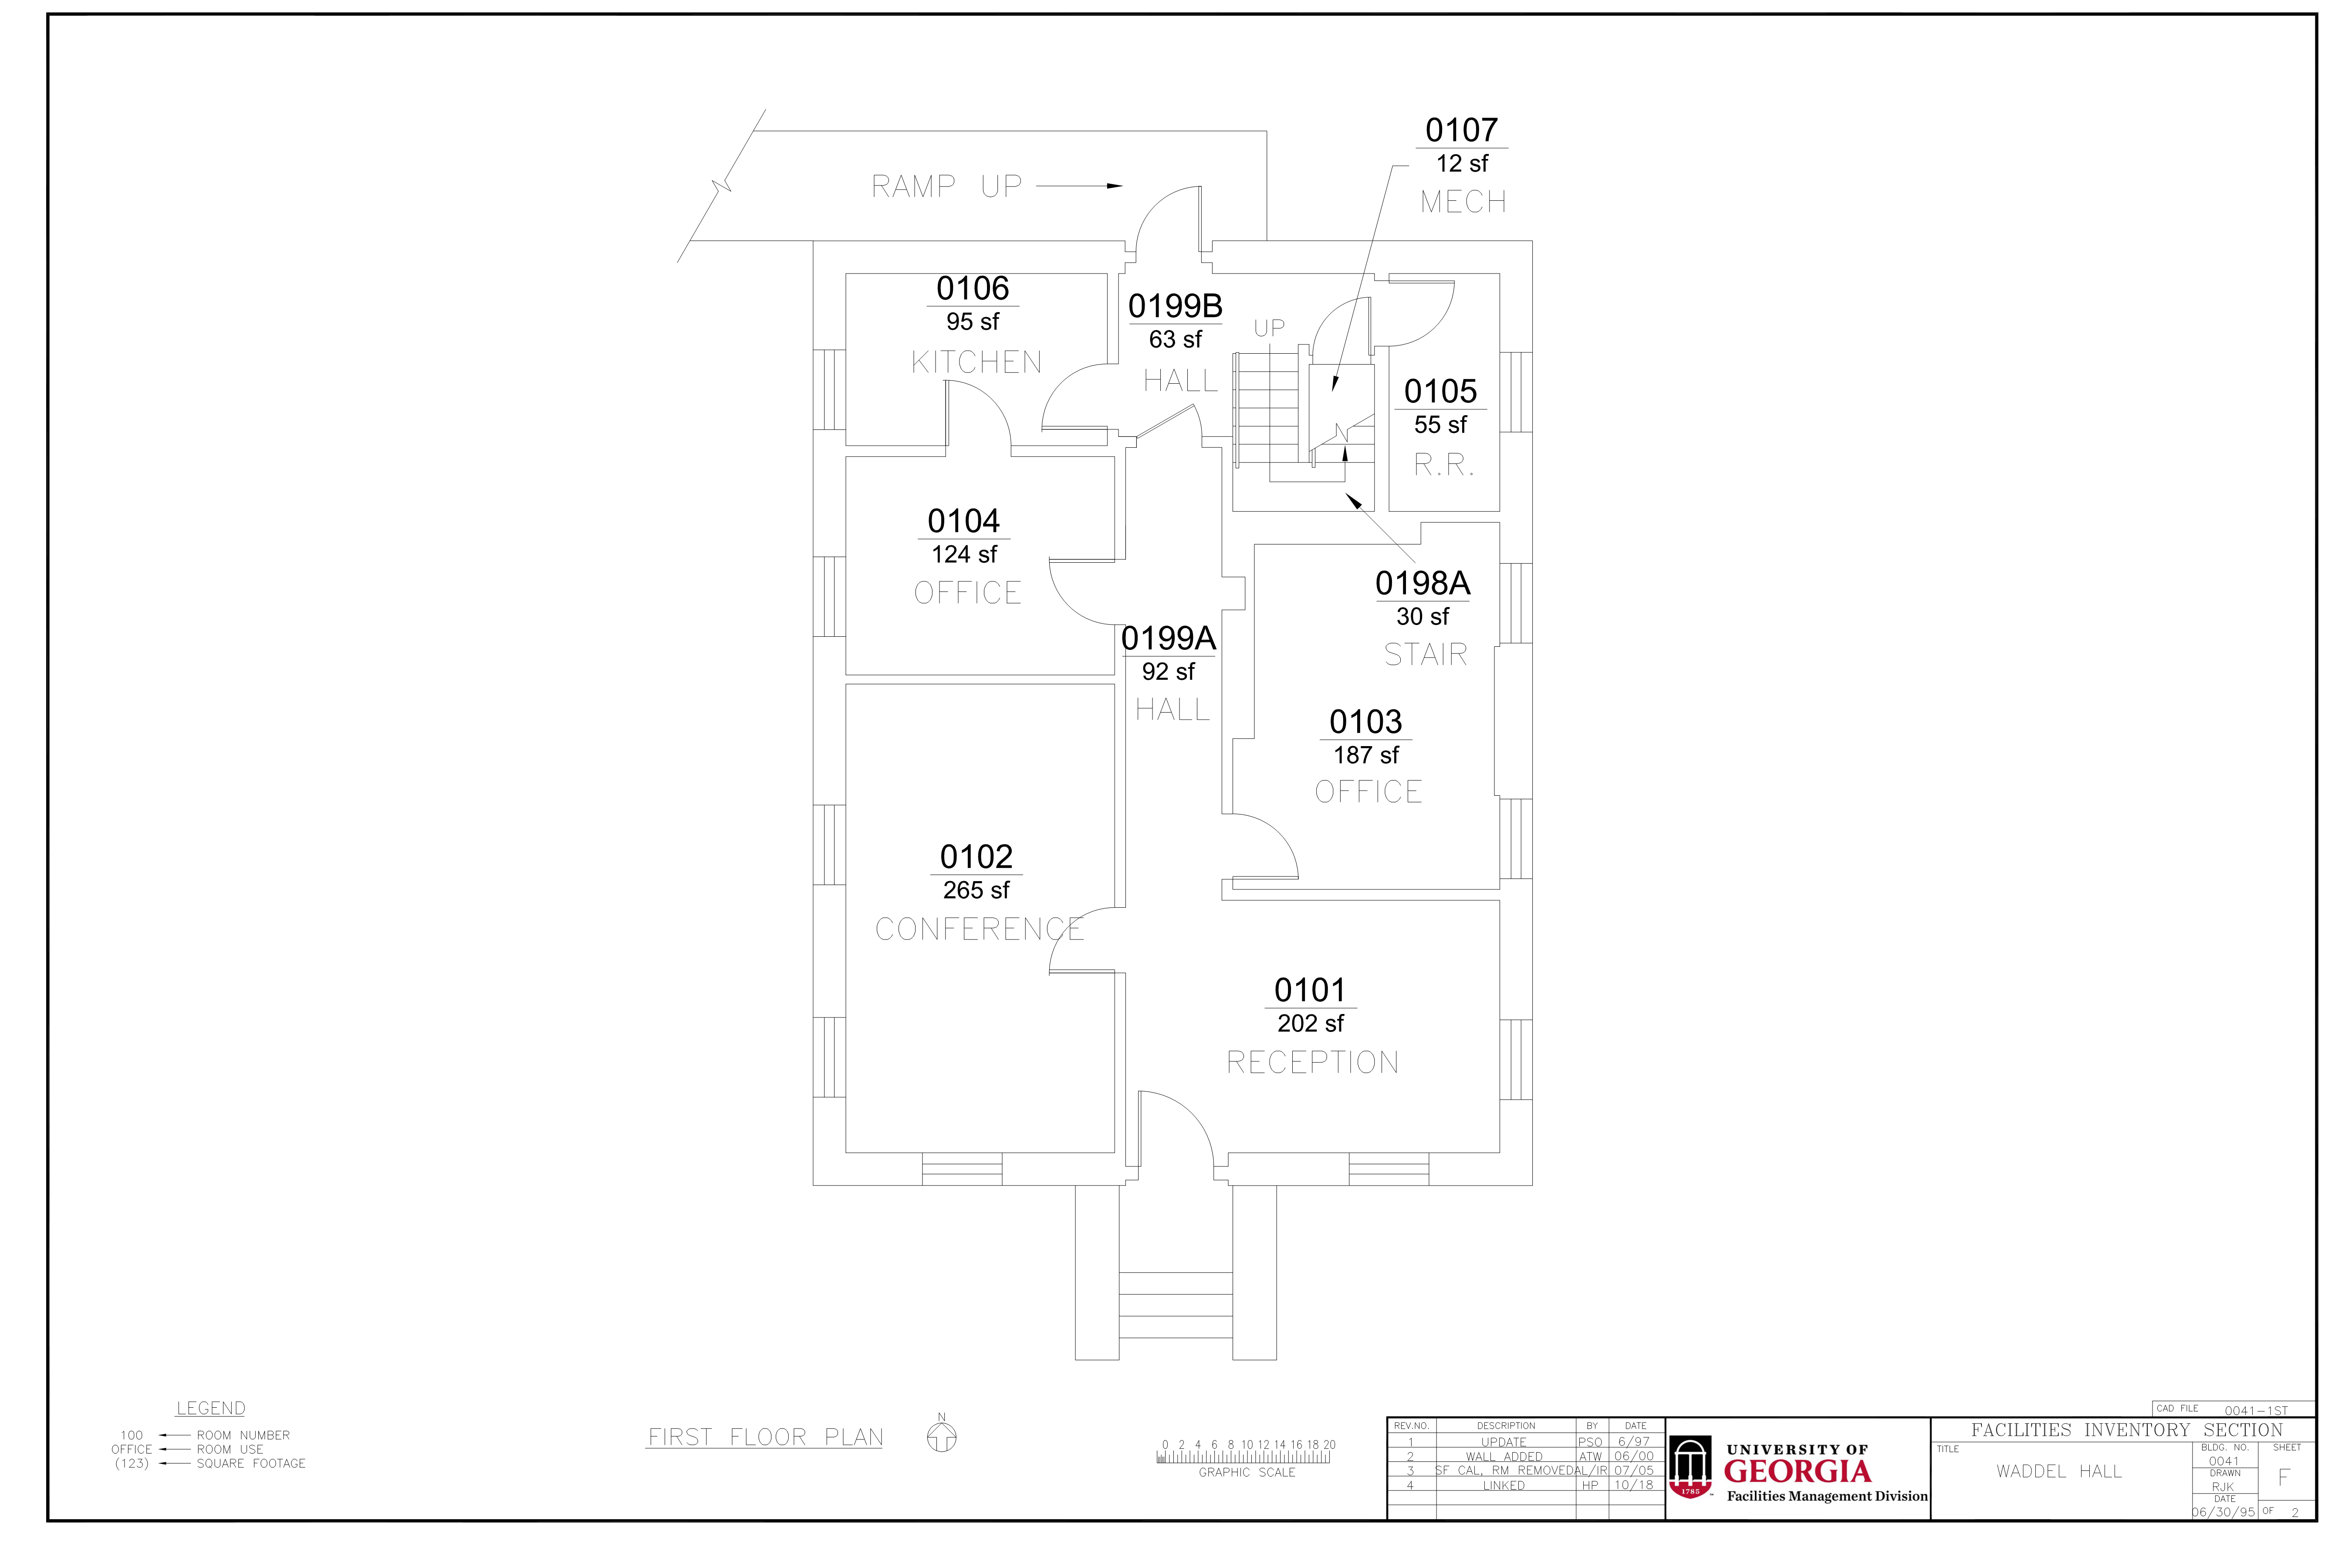 0107
12 sf
MECH
RAMP UP
0106
95 sf
KITCHEN
0199B
63 sf
HALL
UP
0105
55 sf
R.R.
0104
124 sf
OFFICE
0198A
30 sf
STAIR
0199A
92 sf
HALL
0103
187 sf
OFFICE
0102
265 sf
CONFERENCE
0101
202 sf
RECEPTION
LEGEND
100 ROOM NUMBER
OFFICE ROOM USE
(123) SQUARE FOOTAGE
FIRST FLOOR PLAN
N
0 2 4 6 8 10 12 14 16 18 20
GRAPHIC SCALE
REV.NO. DESCRIPTION BY DATE
1 UPDATE PSO 6/97
2 WALL ADDED ATW 06/00
3 SF CAL, RM REMOVED AL/IR 07/05
4 LINKED HP 10/18
1785
UNIVERSITY OF
GEORGIA
Facilities Management Division
CAD FILE 0041-1ST
FACILITIES INVENTORY SECTION
TITLE
WADDEL HALL
BLDG. NO.
0041
DRAWN
RJK
DATE
06/30/95
SHEET
F
OF 2